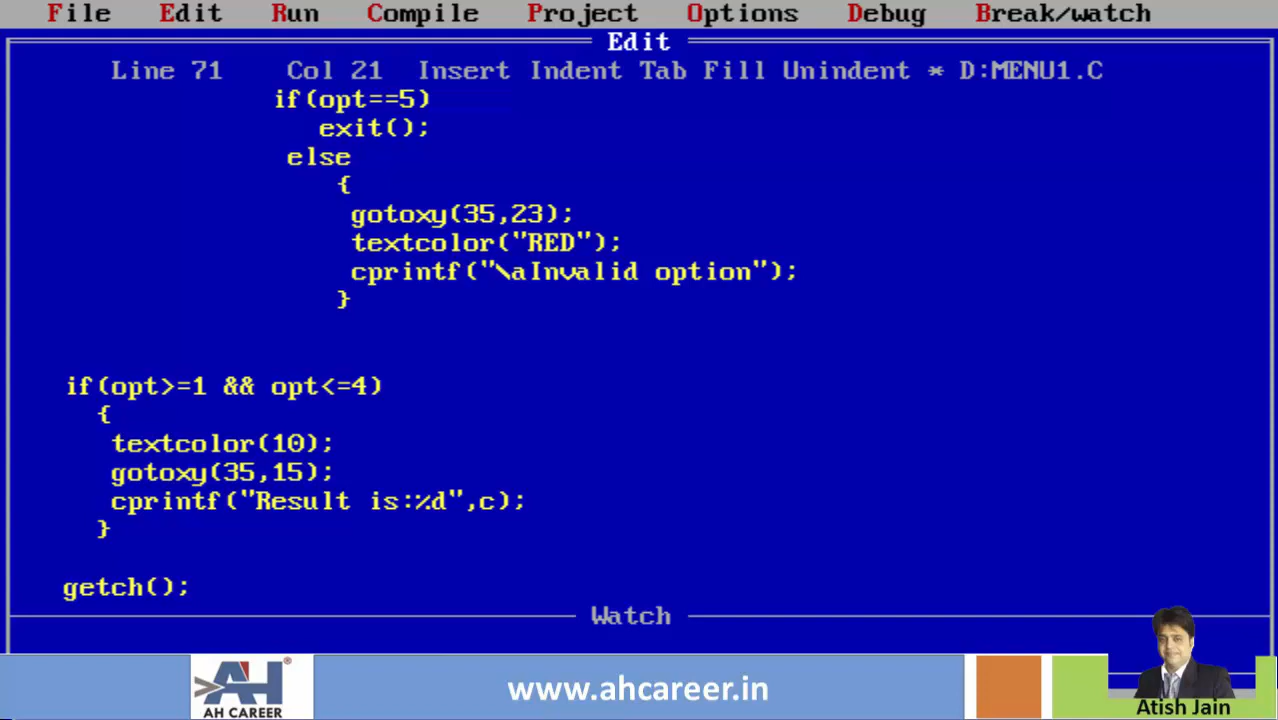 File Edit Run Compile Project Options Debug Break/watch
Edit
Line 71 Col 21 Insert Indent Tab Fill Unindent * D:MENU1.C
if(opt==5)
exit();
else
{
gotoxy(35,23);
textcolor("RED");
cprintf("\aInvalid option");
}
if(opt>=1 && opt<=4)
{
textcolor(10);
gotoxy(35,15);
cprintf("Result is:%d",c);
}
getch();
Watch
AH®
AH CAREER
www.ahcareer.in
Atish Jain